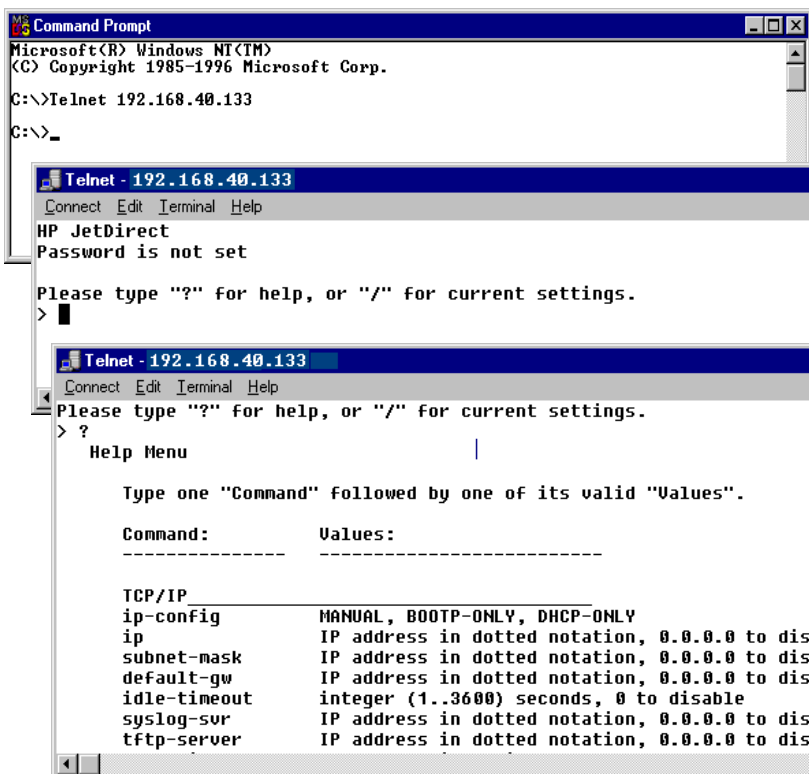 Command Prompt
Microsoft(R) Windows NT(TM)
(C) Copyright 1985-1996 Microsoft Corp.
C:\>Telnet 192.168.40.133
C:\>_
Telnet - 192.168.40.133
Connect Edit Terminal Help
HP JetDirect
Password is not set
Please type "?" for help, or "/" for current settings.
>
Telnet - 192.168.40.133
Connect Edit Terminal Help
Please type "?" for help, or "/" for current settings.
> ?
Help Menu
Type one "Command" followed by one of its valid "Values".
Command: Values:
--------------- --------------------------
TCP/IP
ip-config MANUAL, BOOTP-ONLY, DHCP-ONLY
ip IP address in dotted notation, 0.0.0.0 to dis
subnet-mask IP address in dotted notation, 0.0.0.0 to dis
default-gw IP address in dotted notation, 0.0.0.0 to dis
idle-timeout integer (1..3600) seconds, 0 to disable
syslog-svr IP address in dotted notation, 0.0.0.0 to dis
tftp-server IP address in dotted notation, 0.0.0.0 to dis